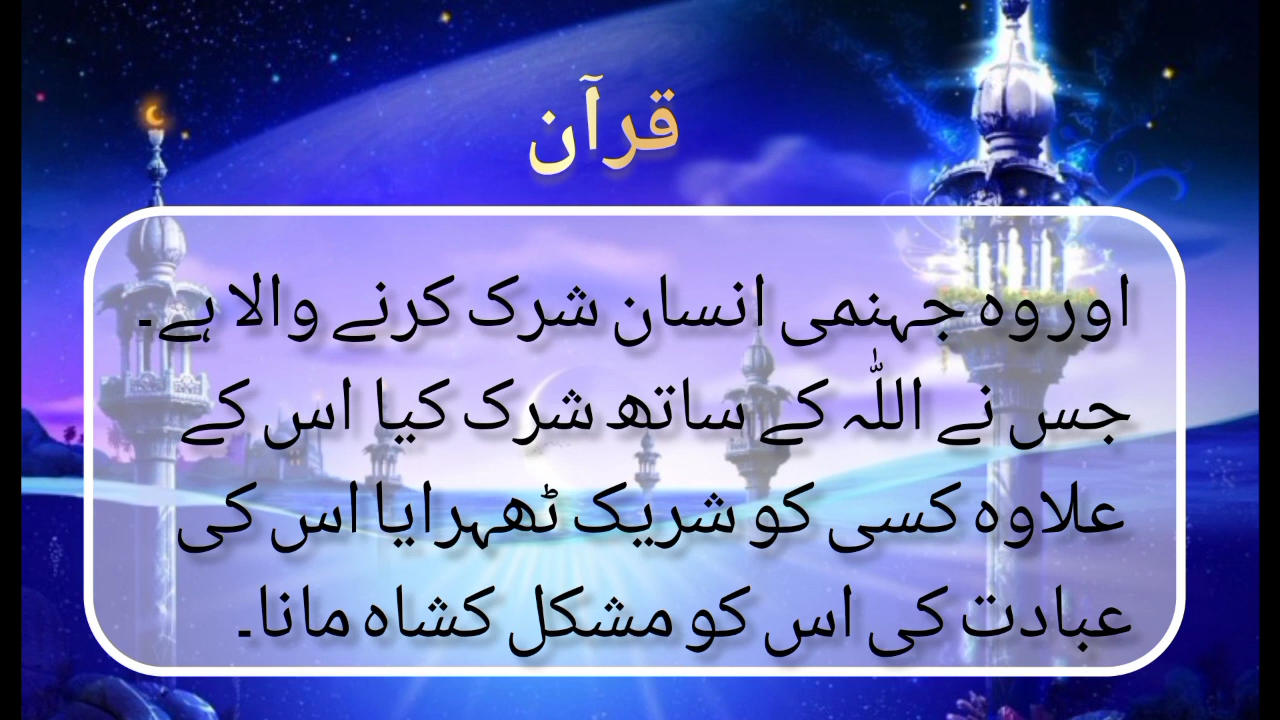 قرآن
اور وہ جہنمی انسان شرک کرنے والا ہے۔
جس نے اللّٰہ کے ساتھ شرک کیا اس کے
علاوہ کسی کو شریک ٹھہرایا اس کی
عبادت کی اس کو مشکل کشاہ مانا۔